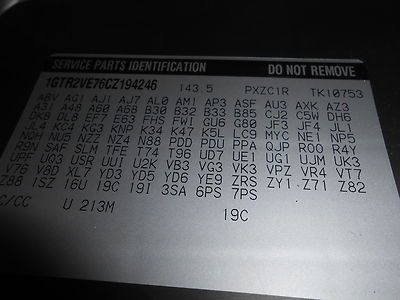 SERVICE PARTS IDENTIFICATION DO NOT REMOVE
1GTR2VE76CZ194246 143.5 PXZC1R TK10753
ABV AG1 AJ1 AJ7 AL0 AM1 AP3 ASF AU3 AXK AZ3
A31 A48 A60 A68 B30 B32 B33 B85 CJ2 C5W DH6
DK8 DL8 EF7 E63 FHS FWI GU6 G80 JF3 JF4 JL1
JL4 KC4 KG3 KNP K34 K47 K5L LC9 MYC NE1 IP5
NQH NU5 NZZ NZ4 N88 PDD PDU PPA QJP R00 R4Y
R9N SAF SLM TFE T74 T96 UD7 UE1 UG1 UJM UK3
UPF UQ3 USR UUI U2K VB3 VG3 VK3 VPZ VR4 VT7
V76 V8D XL7 YD3 YD5 YD6 YE9 ZRS ZY1 Z71 Z82
Z88 1SZ 16U 19C 19I 3SA 6PS 7PS
C/CC U 213M 19C